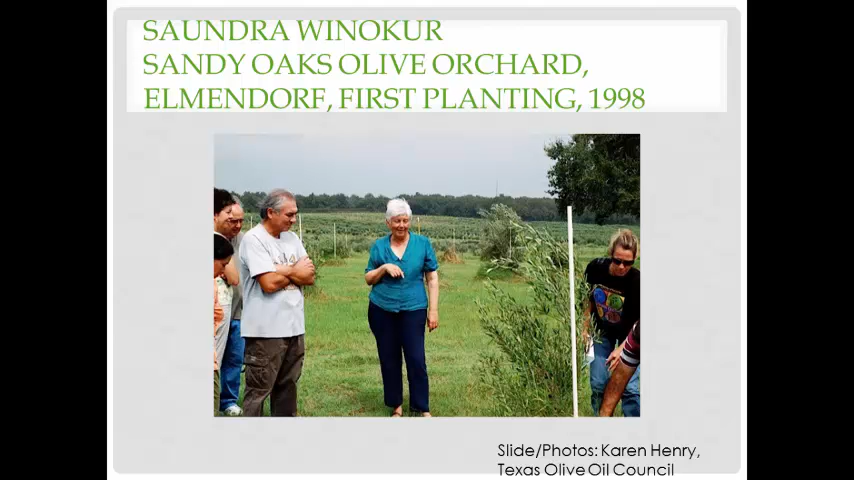 SAUNDRA WINOKUR
SANDY OAKS OLIVE ORCHARD,
ELMENDORF, FIRST PLANTING, 1998
Slide/Photos: Karen Henry,
Texas Olive Oil Council